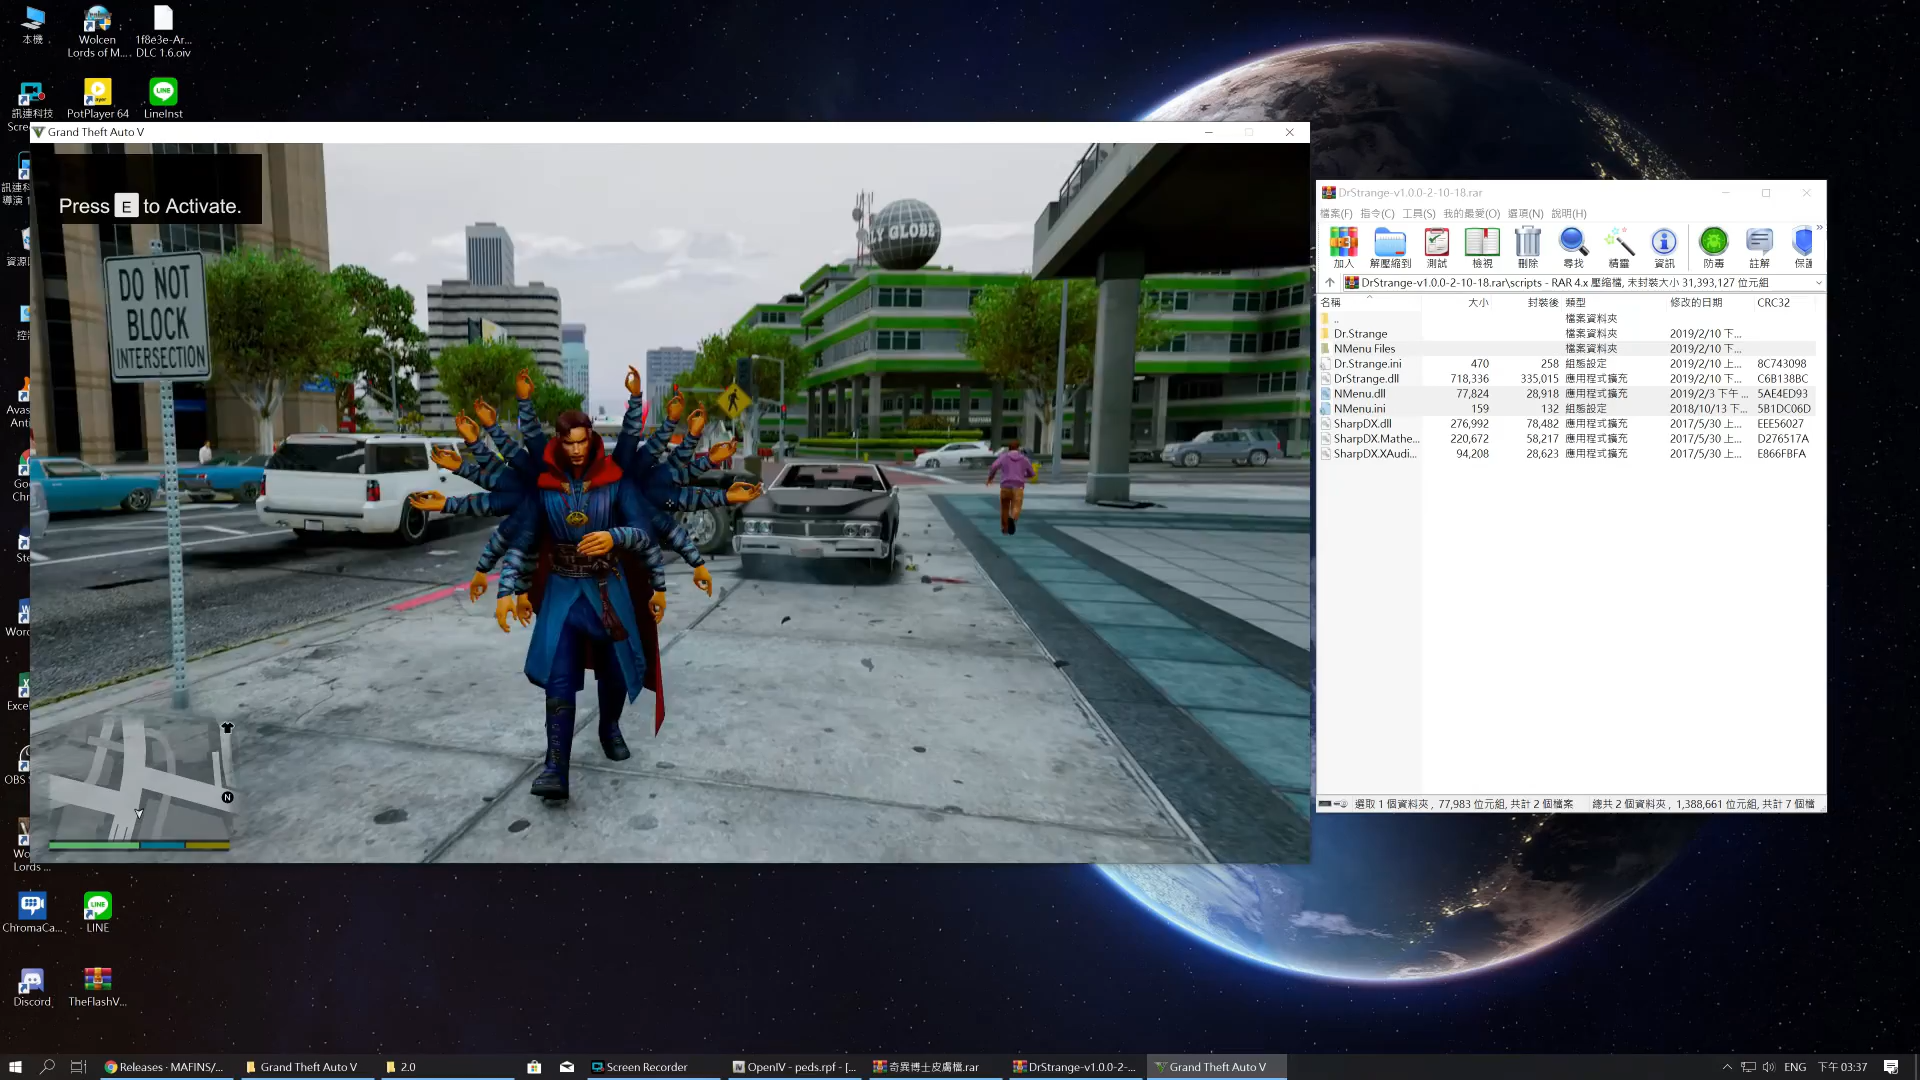 本機
Wolcen
Lords of M...
1f8e3e-Ar...
DLC 1.6.oiv
訊連科技
PotPlayer 64
LineInst
Grand Theft Auto V
Press E to Activate.
DO NOT
BLOCK
INTERSECTION
LY GLOBE
N
ChromaCa...
LINE
Discord
TheFlashV...
DrStrange-v1.0.0-2-10-18.rar
檔案(F) 指令(C) 工具(S) 我的最愛(O) 選項(N) 說明(H)
加入 解壓縮到 測試 檢視 刪除 尋找 精靈 資訊 防毒 註解 保護
DrStrange-v1.0.0-2-10-18.rar\scripts - RAR 4.x 壓縮檔, 未封裝大小 31,393,127 位元組
名稱 大小 封裝後 類型 修改的日期 CRC32
.. 檔案資料夾
Dr.Strange 檔案資料夾 2019/2/10 下...
NMenu Files 檔案資料夾 2019/2/10 下...
Dr.Strange.ini 470 258 組態設定 2019/2/10 上... 8C743098
DrStrange.dll 718,336 335,015 應用程式擴充 2019/2/10 下... C6B138BC
NMenu.dll 77,824 28,918 應用程式擴充 2019/2/3 下午 ... 5AE4ED93
NMenu.ini 159 132 組態設定 2018/10/13 下... 5B1DC06D
SharpDX.dll 276,992 78,482 應用程式擴充 2017/5/30 上... EEE56027
SharpDX.Mathe... 220,672 58,217 應用程式擴充 2017/5/30 上... D276517A
SharpDX.XAudi... 94,208 28,623 應用程式擴充 2017/5/30 上... E866FBFA
選取 1 個資料夾, 77,983 位元組, 共計 2 個檔案 總共 2 個資料夾, 1,388,661 位元組, 共計 7 個檔
Releases · MAFINS/...
Grand Theft Auto V
2.0
Screen Recorder
OpenIV - peds.rpf - [...
奇異博士皮膚檔.rar
DrStrange-v1.0.0-2-...
Grand Theft Auto V
ENG
下午 03:37